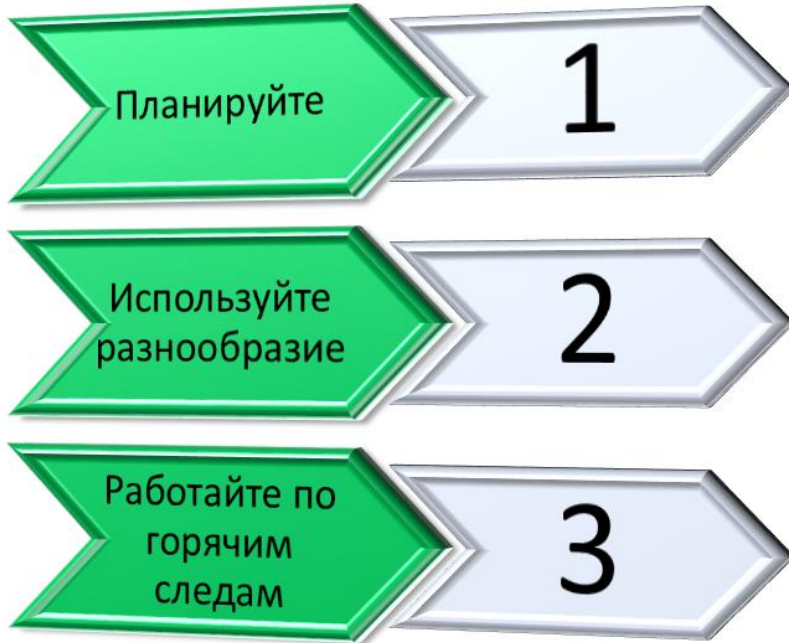 Планируйте
1
Используйте
разнообразие
2
Работайте по
горячим
следам
3